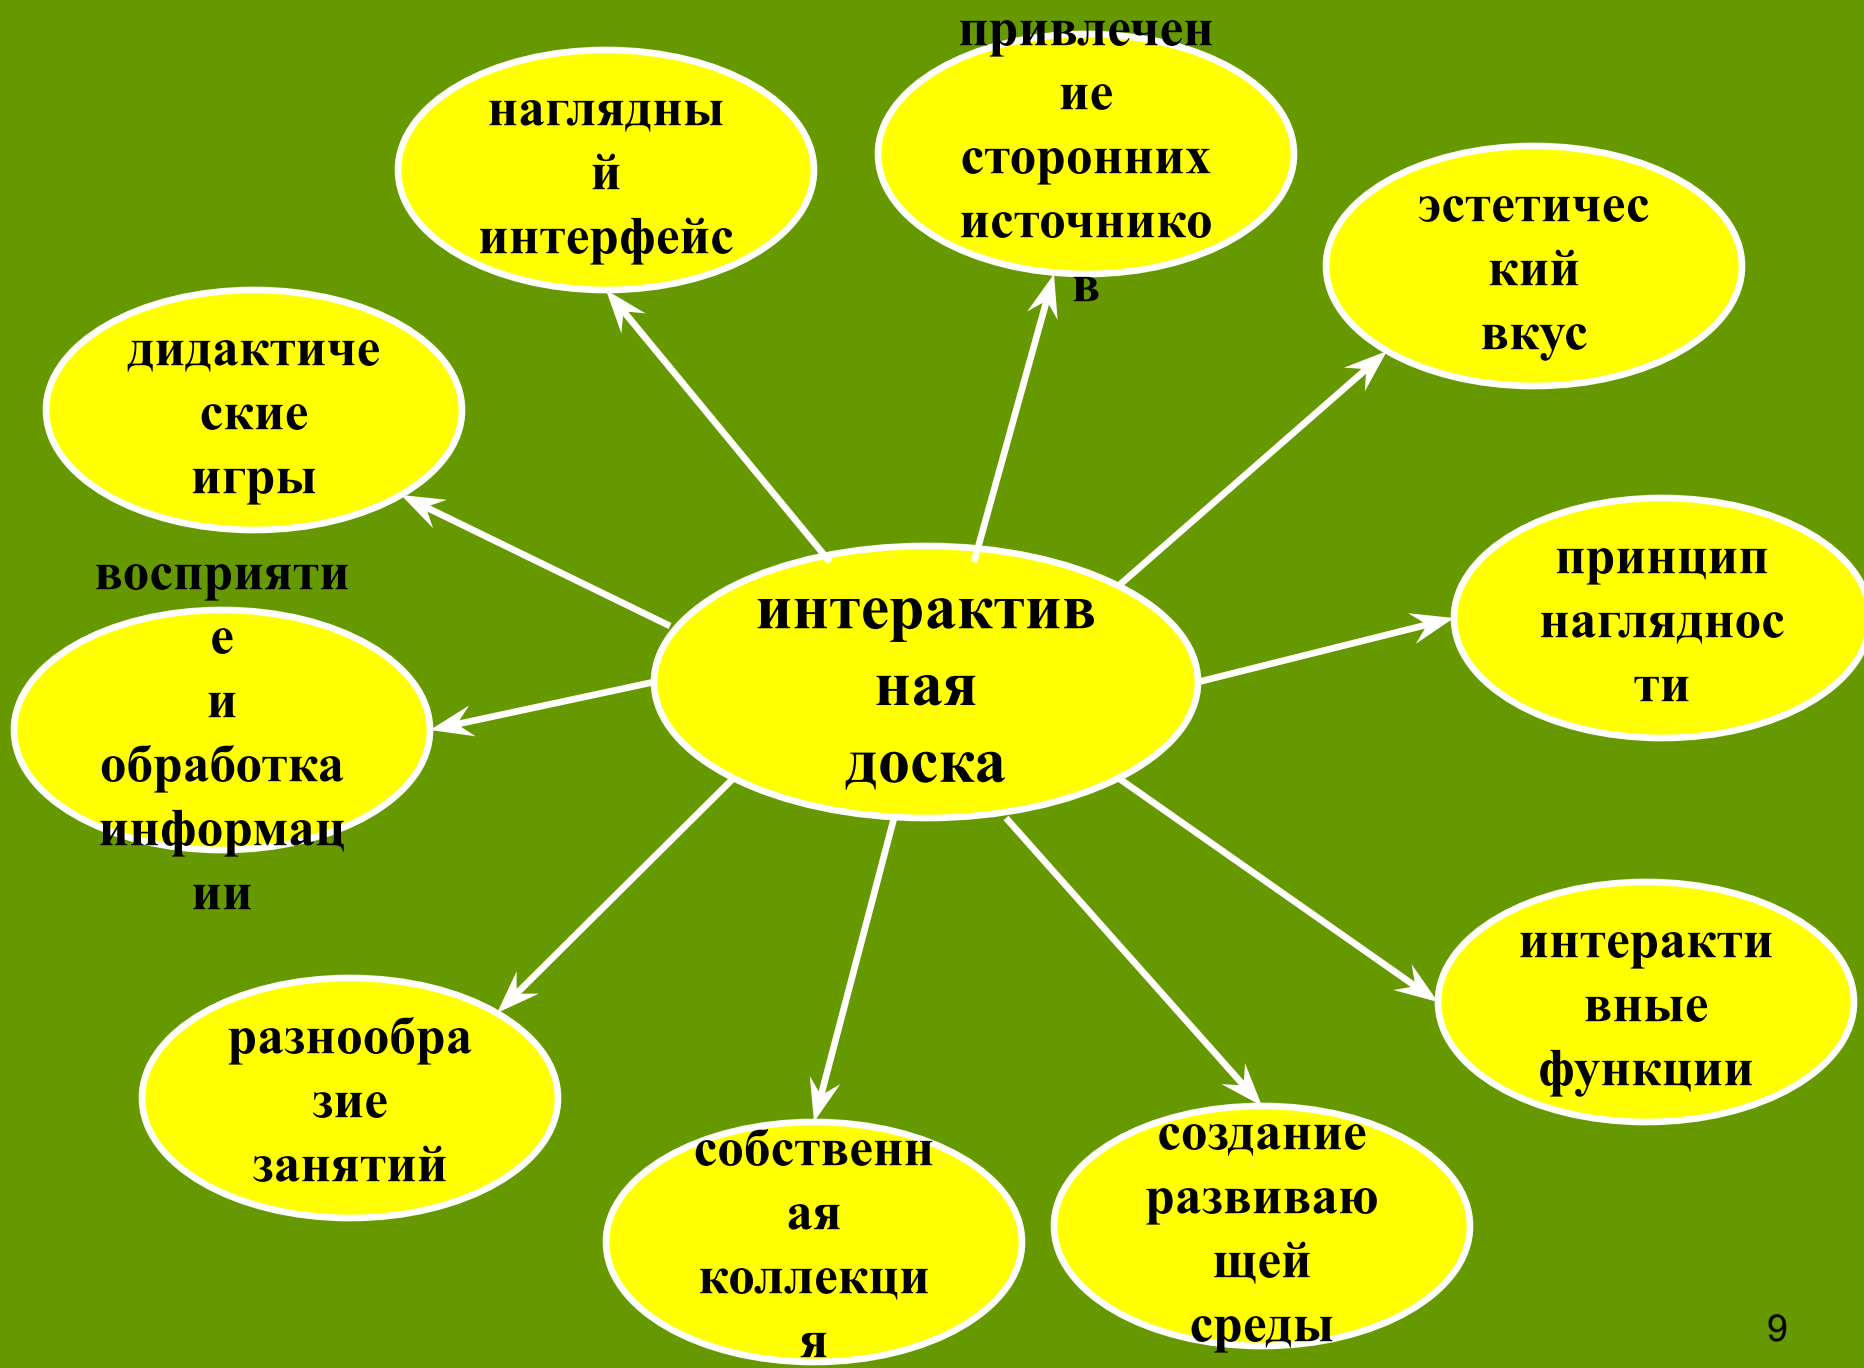 привлечен
ие
сторонних
источнико
в
наглядны
й
интерфейс
эстетичес
кий
вкус
дидактиче
ские
игры
принцип
нагляднос
ти
восприяти
е
и
обработка
информац
ии
интерактив
ная
доска
интеракти
вные
функции
разнообра
зие
занятий
собственн
ая
коллекци
я
создание
развиваю
щей
среды
9